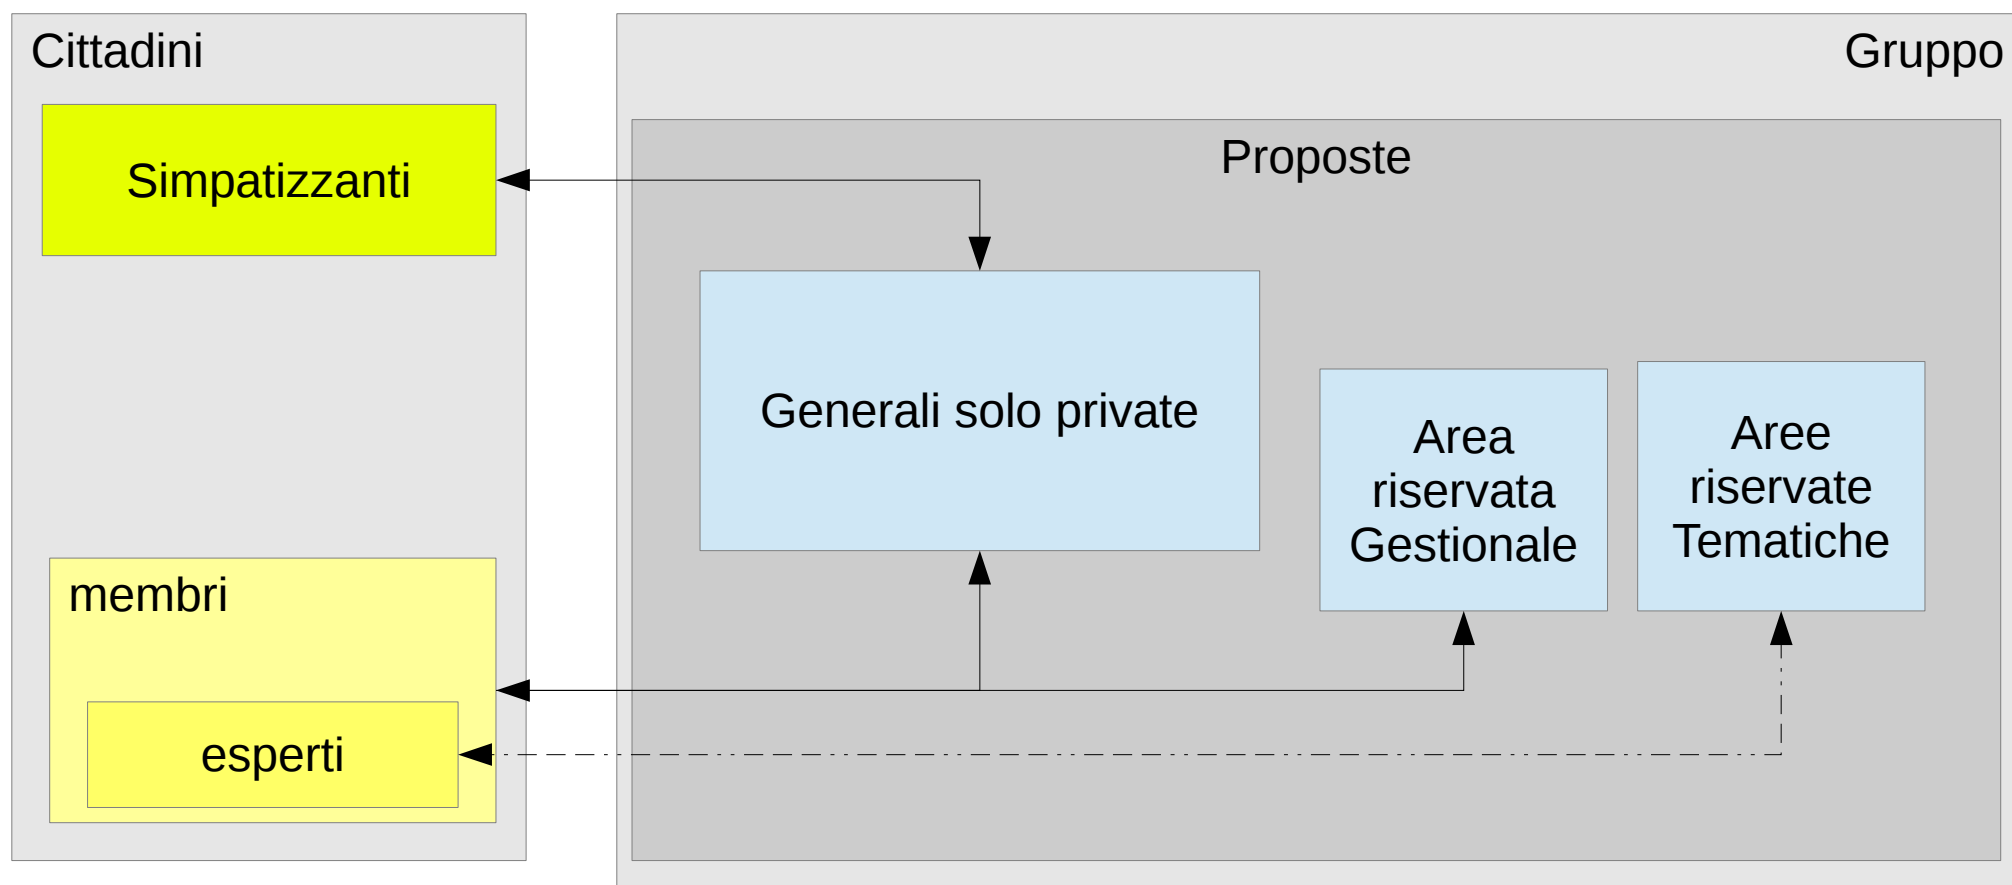 Cittadini
Gruppo
Simpatizzanti
Proposte
Generali solo private
Area
riservata
Gestionale
Aree
riservate
Tematiche
membri
esperti